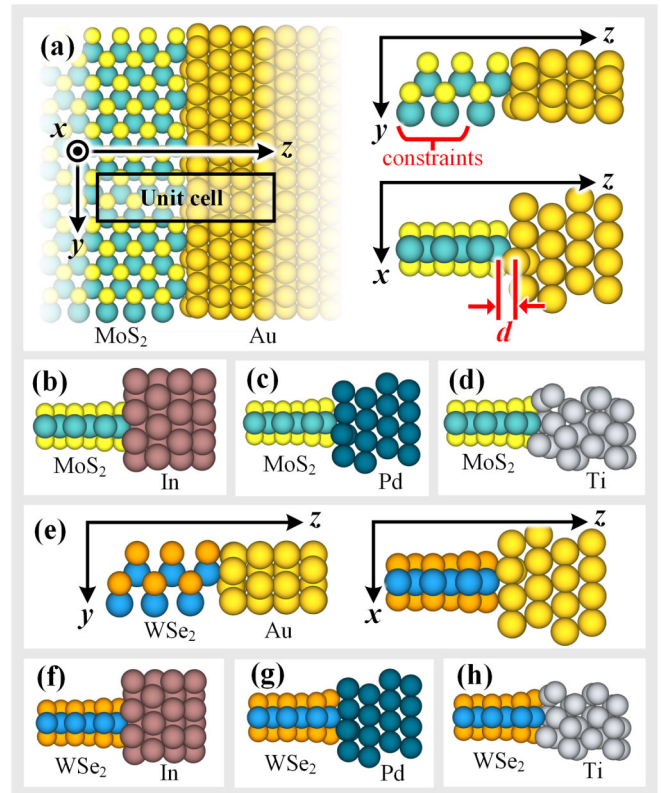 (a)
x
z
Unit cell
y
MoS2
Au
z
y
constraints
z
x
d
(b)
MoS2
In
(c)
MoS2
Pd
(d)
MoS2
Ti
(e)
z
y
WSe2
Au
z
x
(f)
WSe2
In
(g)
WSe2
Pd
(h)
WSe2
Ti